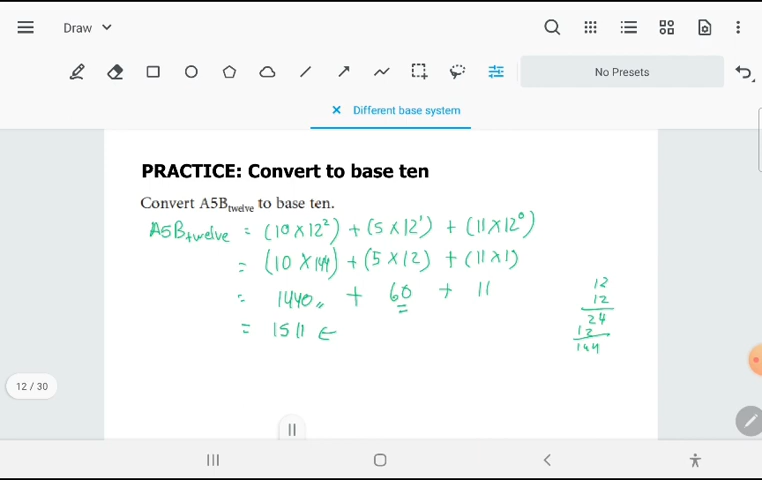 Draw
No Presets
Different base system
PRACTICE: Convert to base ten
Convert A5Btwelve to base ten.
A5Btwelve = (10 × 12²) + (5 × 12¹) + (11 × 12⁰)
= (10 × 144) + (5 × 12) + (11 × 1)
= 1440,, + 60 + 11
= 1511 ←
12
12
24
12
144
12 / 30